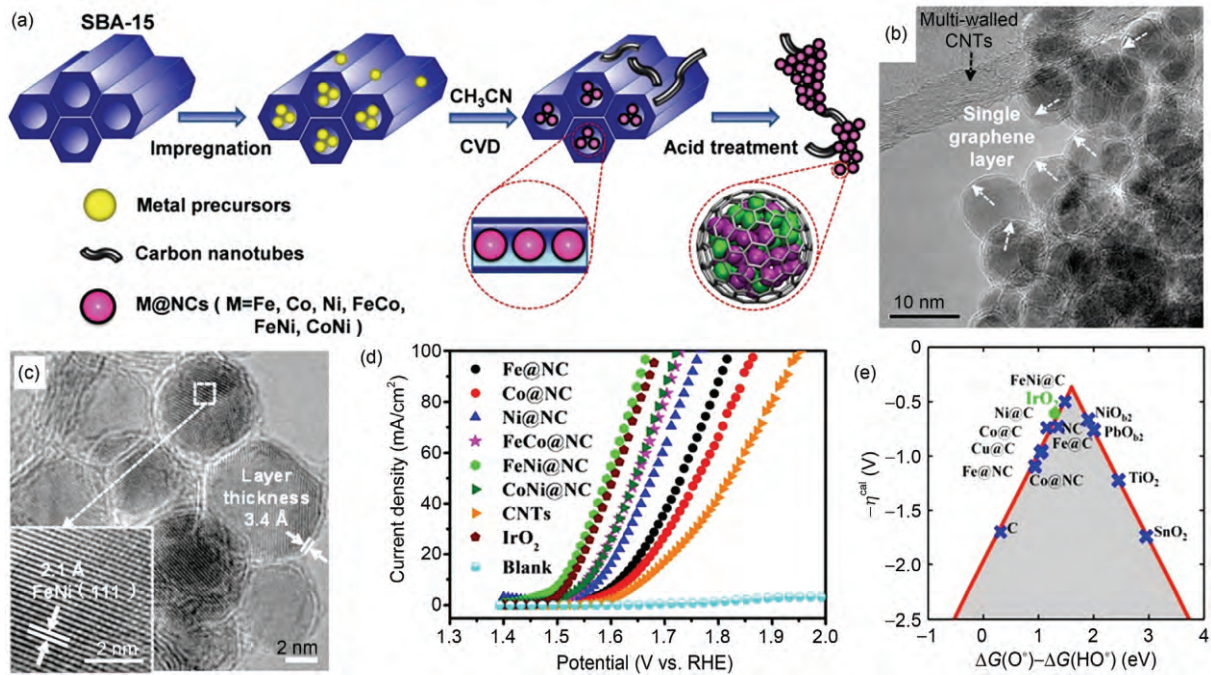 (a)
SBA-15
Impregnation
CH₃CN
CVD
Acid treatment
Metal precursors
Carbon nanotubes
M@NCs ( M=Fe, Co, Ni, FeCo,
FeNi, CoNi )
(b)
Multi-walled
CNTs
Single
graphene
layer
10 nm
(c)
Layer
thickness
3.4 Å
2.1 Å
FeNi (111)
2 nm
2 nm
(d)
Current density (mA/cm²)
100
80
60
40
20
0
Fe@NC
Co@NC
Ni@NC
FeCo@NC
FeNi@NC
CoNi@NC
CNTs
IrO₂
Blank
1.3 1.4 1.5 1.6 1.7 1.8 1.9 2.0
Potential (V vs. RHE)
(e)
−η^cal (V)
0
−0.5
−1.0
−1.5
−2.0
−2.5
FeNi@C
IrO₂
Ni@C
NiO_b2
NC
PbO_b2
Co@C
Fe@C
Cu@C
Fe@NC
Co@NC
TiO₂
C
SnO₂
−1 0 1 2 3 4
ΔG(O*)−ΔG(HO*) (eV)